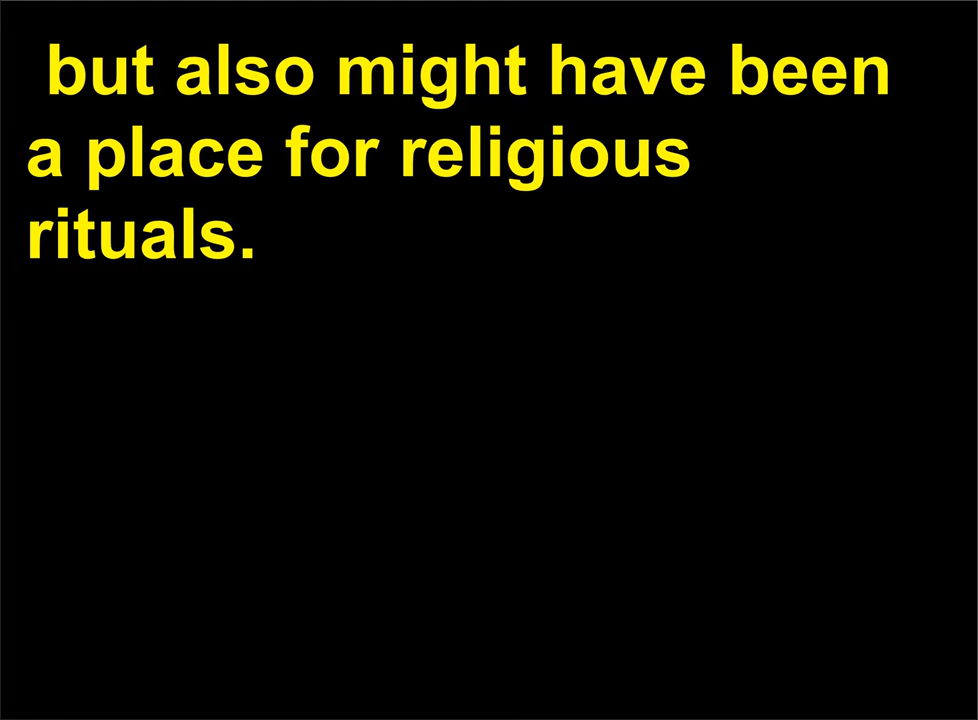 but also might have been
a place for religious
rituals.